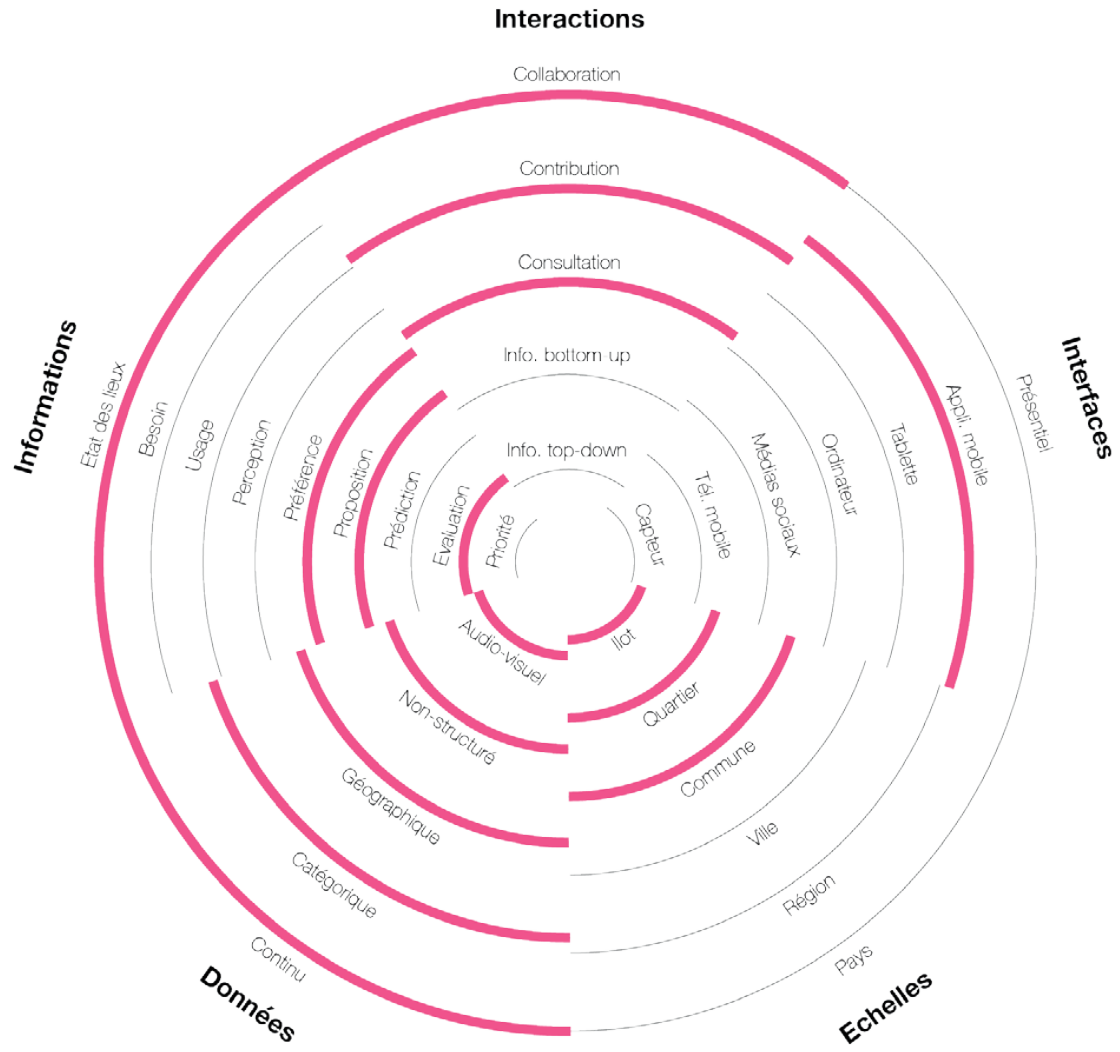 Interactions
Collaboration
Contribution
Consultation
Info. bottom-up
Info. top-down
Interfaces
Présentiel
Appli. mobile
Tablette
Ordinateur
Médias sociaux
Tél. mobile
Capteur
Informations
Etat des lieux
Besoin
Usage
Perception
Préférence
Proposition
Prédiction
Evaluation
Priorité
Données
Audio-visuel
Non-structuré
Géographique
Catégorique
Continu
Echelles
Ilot
Quartier
Commune
Ville
Région
Pays